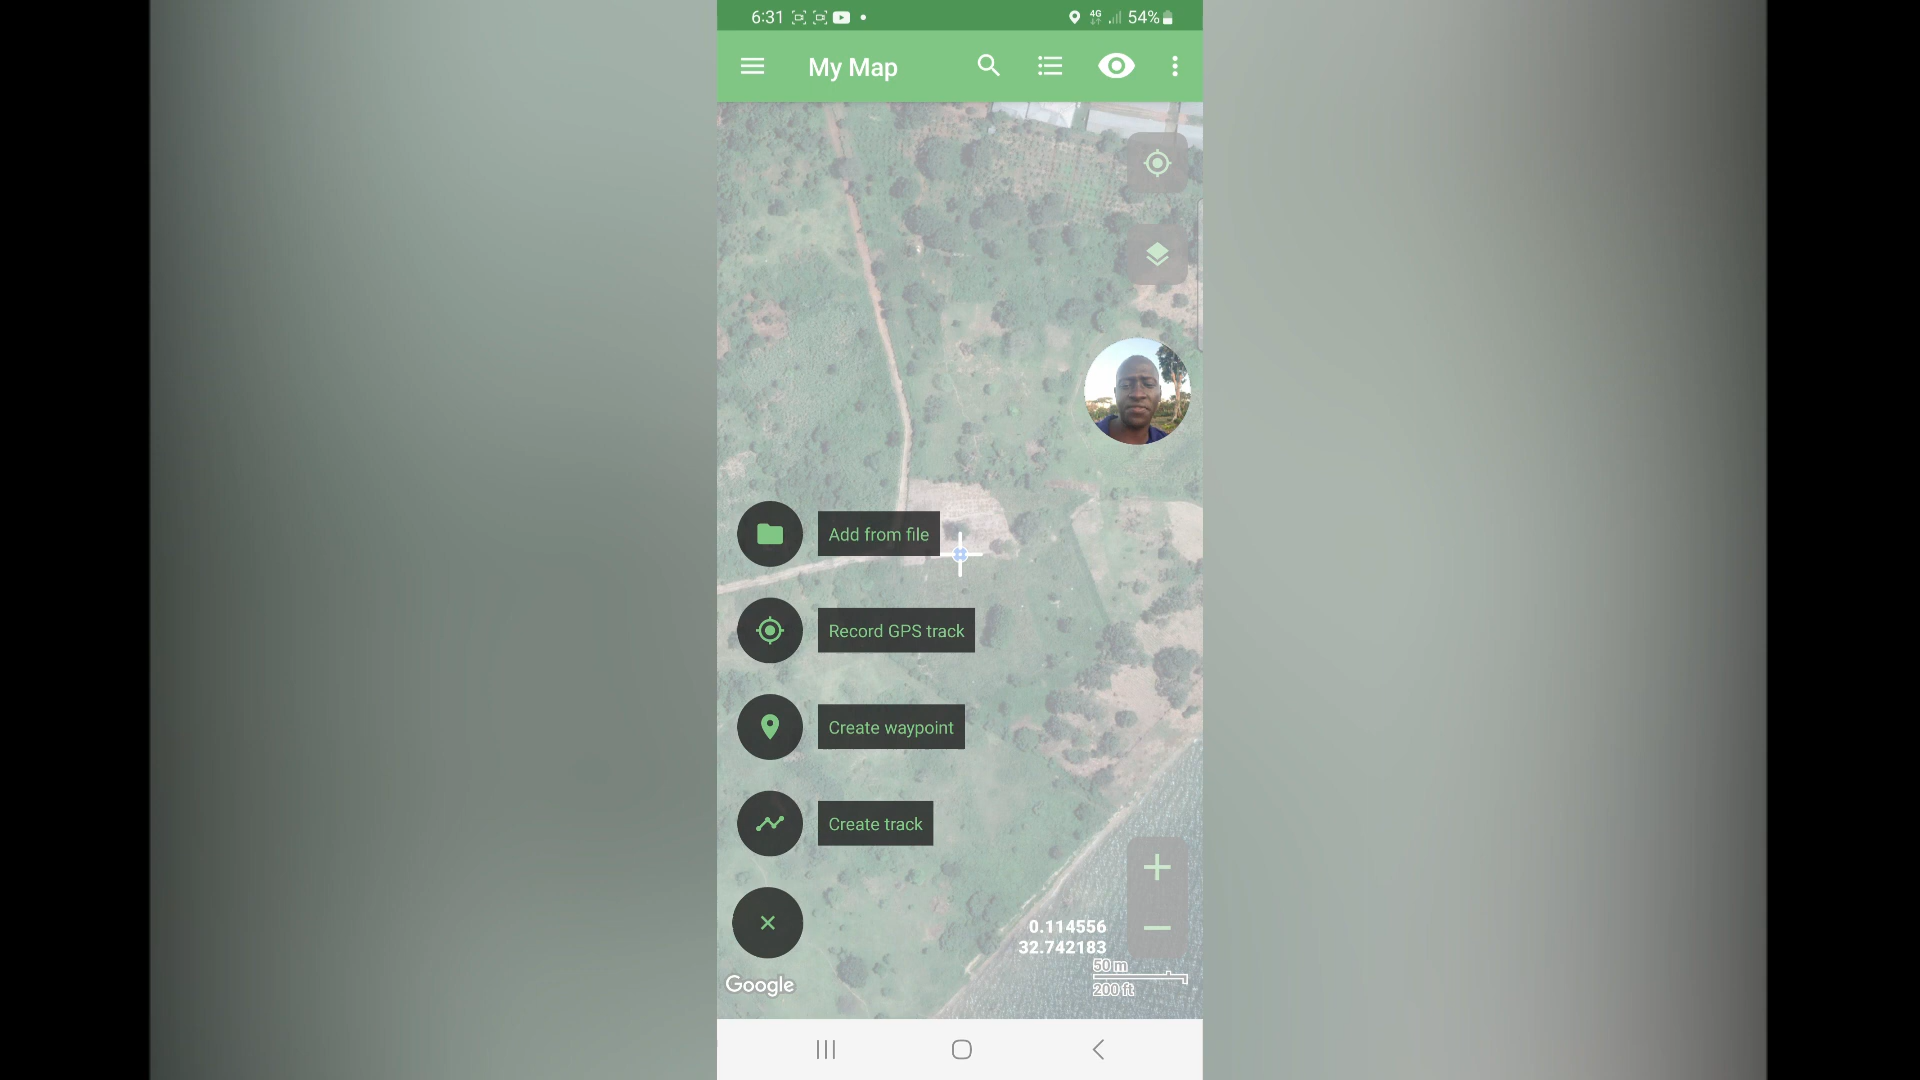 6:31
4G
54%
My Map
Add from file
Record GPS track
Create waypoint
Create track
0.114556
32.742183
50 m
200 ft
Google